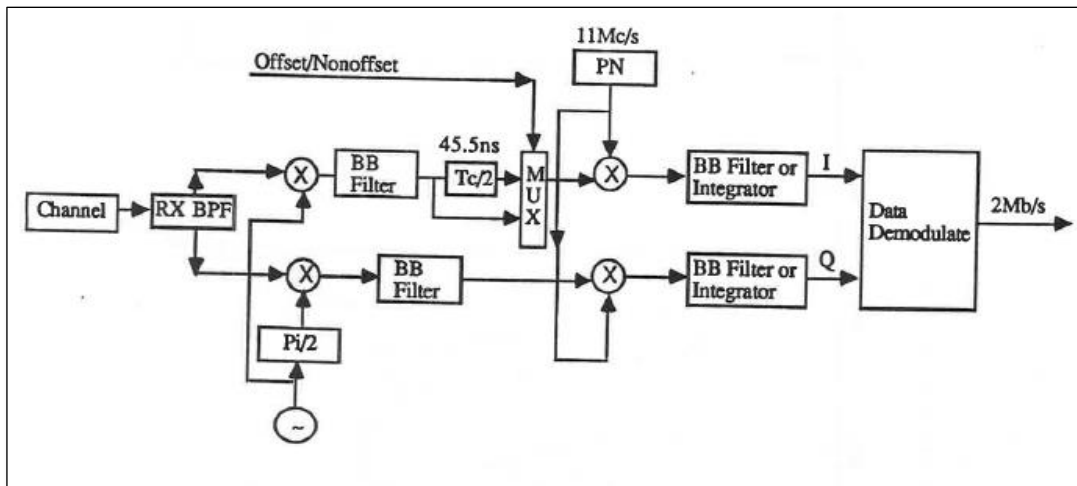 11Mc/s
PN
Offset/Nonoffset
45.5ns
X
BB
Filter
Tc/2
M
U
X
X
BB Filter or
Integrator
I
Channel
RX BPF
Data
Demodulate
2Mb/s
X
BB
Filter
X
BB Filter or
Integrator
Q
Pi/2
~